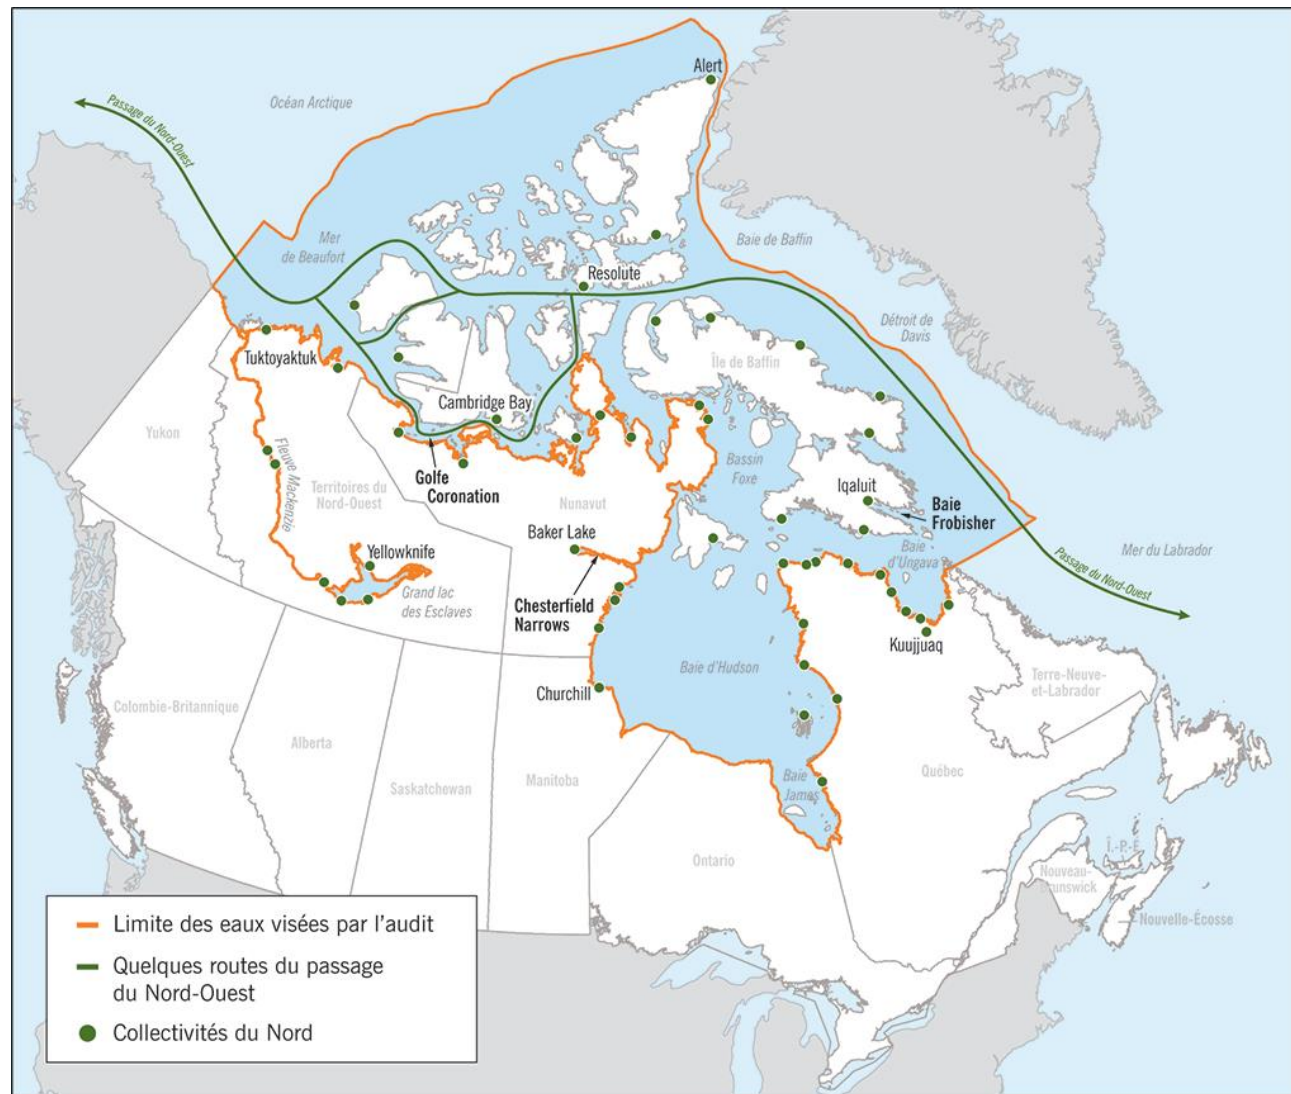 Alert
Océan Arctique
Passage du Nord-Ouest
Mer
de Beaufort
Baie de Baffin
Resolute
Détroit de
Davis
Tuktoyaktuk
Île de Baffin
Cambridge Bay
Yukon
Fleuve Mackenzie
Golfe
Coronation
Bassin
Foxe
Territoires du
Nord-Ouest
Nunavut
Iqaluit
Baie
Frobisher
Baker Lake
Yellowknife
Baie
d'Ungava
Mer du Labrador
Passage du Nord-Ouest
Grand lac
des Esclaves
Chesterfield
Narrows
Kuujjuaq
Baie d'Hudson
Churchill
Terre-Neuve-
et-Labrador
Colombie-Britannique
Alberta
Saskatchewan
Manitoba
Baie
James
Québec
Ontario
Î.-P.-É.
Nouveau-
Brunswick
Nouvelle-Écosse
Limite des eaux visées par l'audit
Quelques routes du passage
du Nord-Ouest
Collectivités du Nord